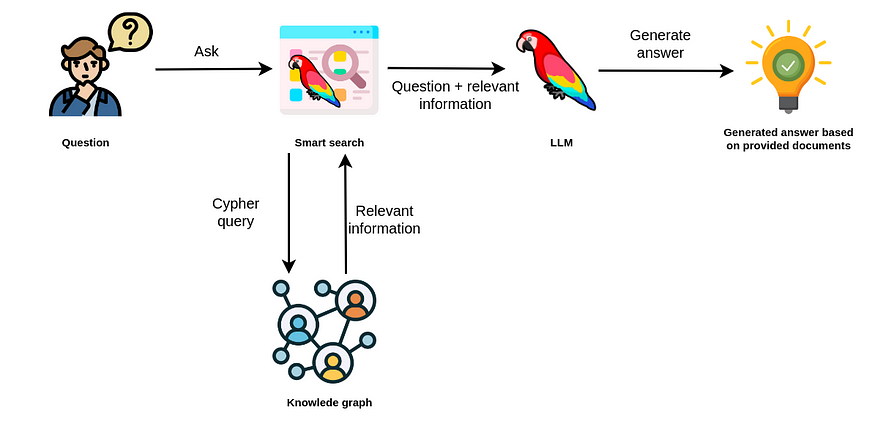 ?
Ask
Generate
answer
Question + relevant
information
Question
Smart search
LLM
Generated answer based
on provided documents
Cypher
query
Relevant
information
Knowlede graph